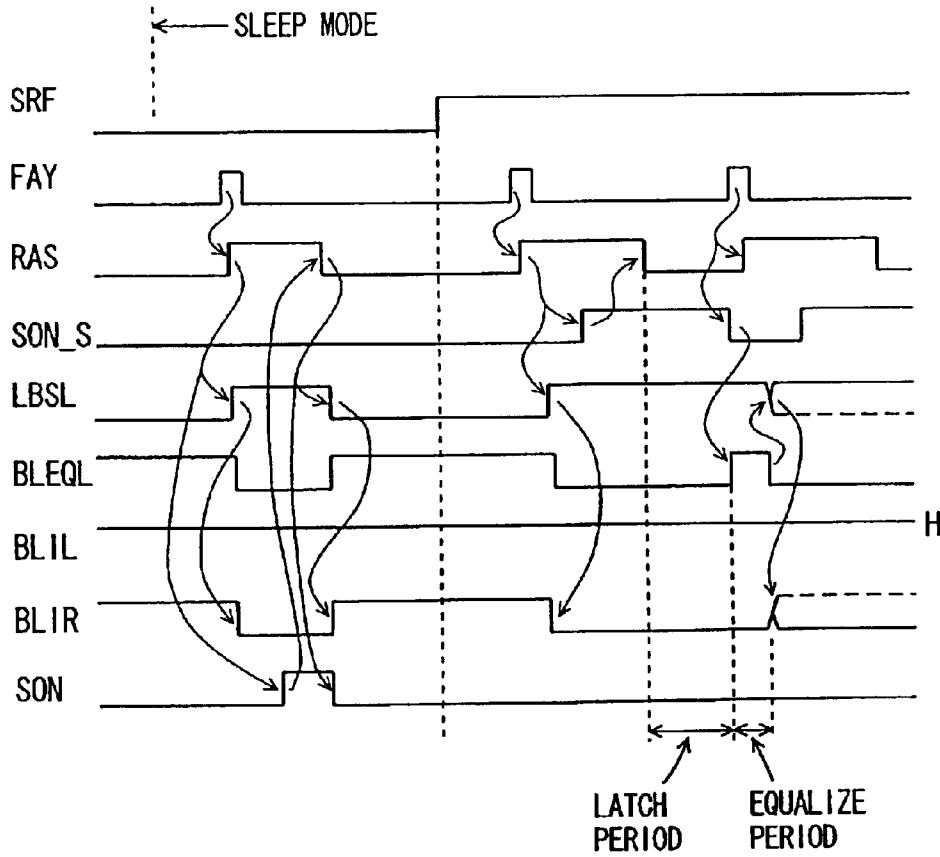 SLEEP MODE
SRF
FAY
RAS
SON_S
LBSL
BLEQL
H
BLIL
BLIR
SON
LATCH
PERIOD
EQUALIZE
PERIOD